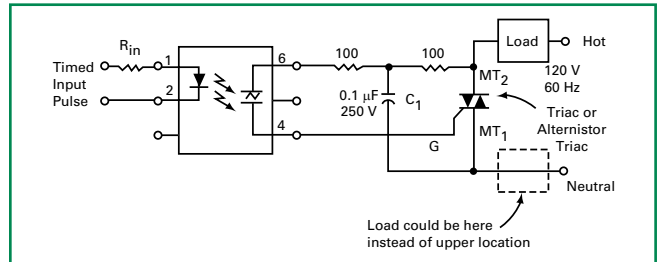 Timed
Input
Pulse
R_in
1
2
6
4
100
100
0.1 μF
250 V
C₁
G
Load
Hot
120 V
60 Hz
MT₂
MT₁
Triac or
Alternistor
Triac
Neutral
Load could be here
instead of upper location